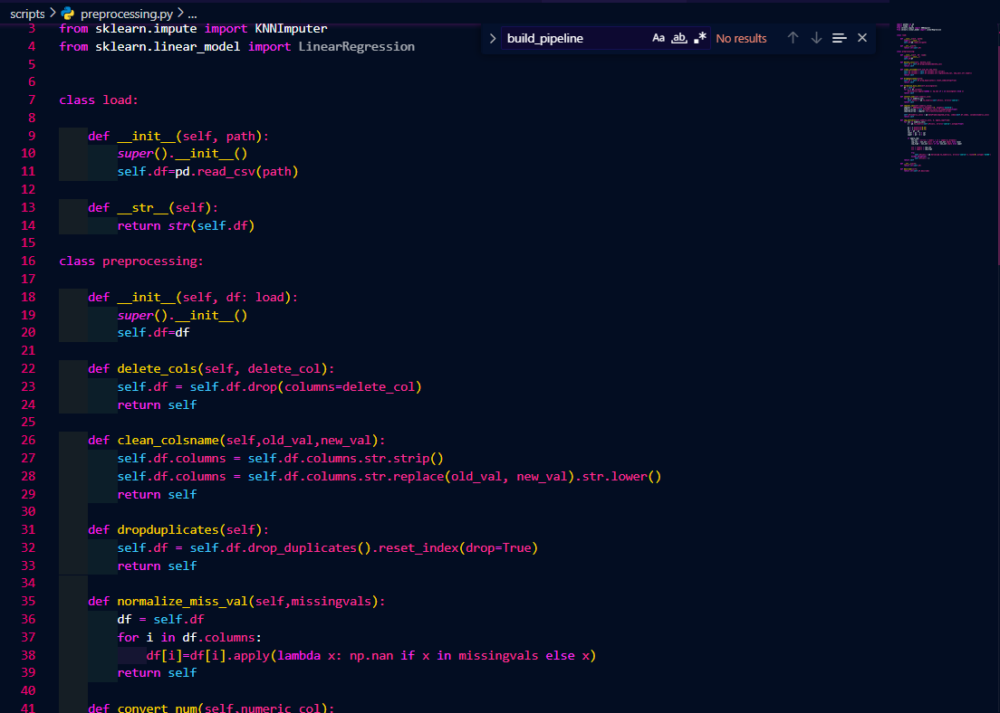 scripts > preprocessing.py > ...
build_pipeline Aa ab .* No results
3 from sklearn.impute import KNNImputer
4 from sklearn.linear_model import LinearRegression
5
6
7 class load:
8
9     def __init__(self, path):
10         super().__init__()
11         self.df=pd.read_csv(path)
12
13     def __str__(self):
14         return str(self.df)
15
16 class preprocessing:
17
18     def __init__(self, df: load):
19         super().__init__()
20         self.df=df
21
22     def delete_cols(self, delete_col):
23         self.df = self.df.drop(columns=delete_col)
24         return self
25
26     def clean_colsname(self,old_val,new_val):
27         self.df.columns = self.df.columns.str.strip()
28         self.df.columns = self.df.columns.str.replace(old_val, new_val).str.lower()
29         return self
30
31     def dropduplicates(self):
32         self.df = self.df.drop_duplicates().reset_index(drop=True)
33         return self
34
35     def normalize_miss_val(self,missingvals):
36         df = self.df
37         for i in df.columns:
38             df[i]=df[i].apply(lambda x: np.nan if x in missingvals else x)
39         return self
40
41     def convert_num(self,numeric_col):